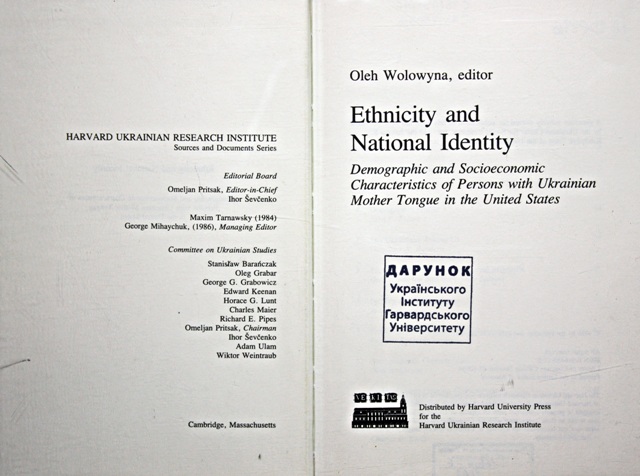 HARVARD UKRAINIAN RESEARCH INSTITUTE
Sources and Documents Series
Editorial Board
Omeljan Pritsak, Editor-in-Chief
Ihor Ševčenko
Maxim Tarnawsky (1984)
George Mihaychuk, (1986), Managing Editor
Committee on Ukrainian Studies
Stanisław Barańczak
Oleg Grabar
George G. Grabowicz
Edward Keenan
Horace G. Lunt
Charles Maier
Richard E. Pipes
Omeljan Pritsak, Chairman
Ihor Ševčenko
Adam Ulam
Wiktor Weintraub
Cambridge, Massachusetts
Oleh Wolowyna, editor
Ethnicity and
National Identity
Demographic and Socioeconomic
Characteristics of Persons with Ukrainian
Mother Tongue in the United States
ДАРУНОК
Українського
Інституту
Гарвардського
Університету
VE RI TAS
Distributed by Harvard University Press
for the
Harvard Ukrainian Research Institute